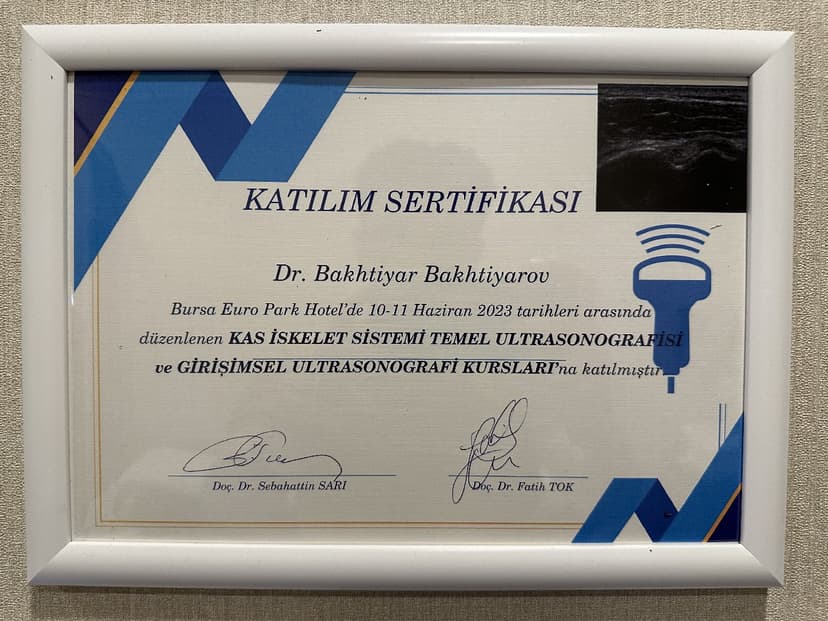 KATILIM SERTİFİKASI
Dr. Bakhtiyar Bakhtiyarov
Bursa Euro Park Hotel'de 10-11 Haziran 2023 tarihleri arasında
düzenlenen KAS İSKELET SİSTEMİ TEMEL ULTRASONOGRAFİSİ
ve GİRİŞİMSEL ULTRASONOGRAFİ KURSLARI'na katılmıştır.
Doç. Dr. Sebahattin SARI
Doç. Dr. Fatih TOK